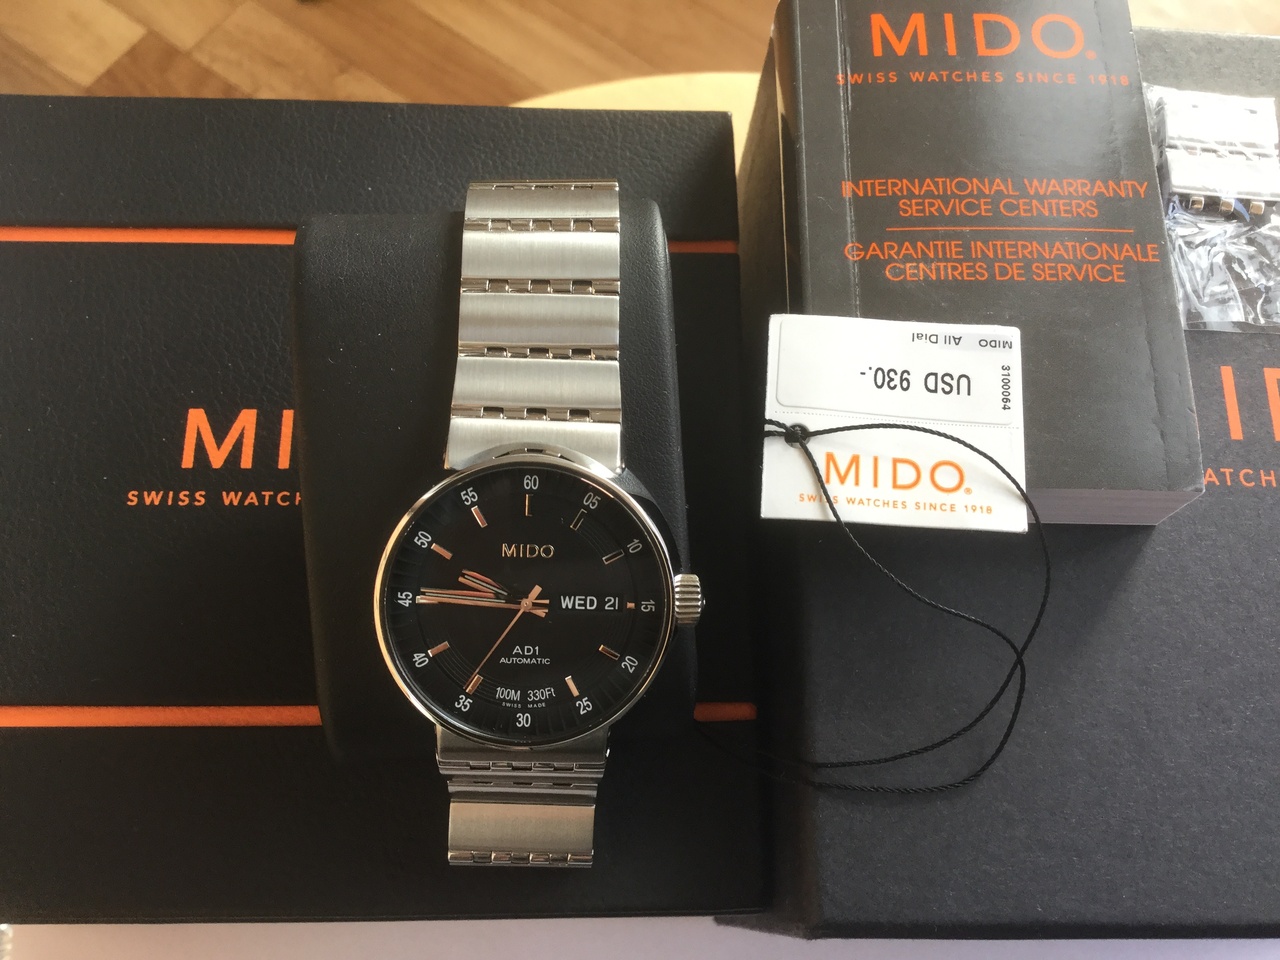 MI
SWISS WATCH
60
05
10
15
20
25
30
35
40
45
50
55
MIDO
WED 21
AD1
AUTOMATIC
100M 330Ft
SWISS MADE
MIDO
SWISS WATCHES SINCE 1918
INTERNATIONAL WARRANTY
SERVICE CENTERS
GARANTIE INTERNATIONALE
CENTRES DE SERVICE
MIDO All Dial
USD 930.-
3100064
MIDO
SWISS WATCHES SINCE 1918
ATCH